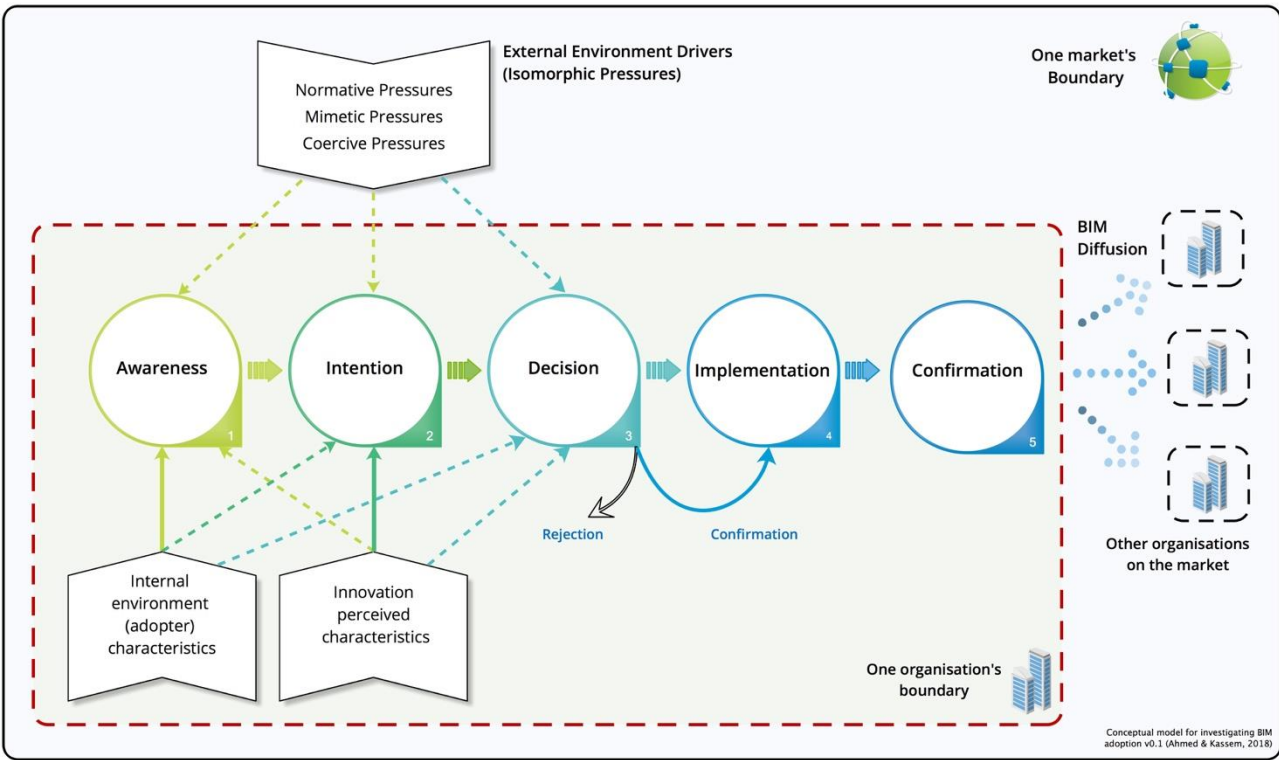 External Environment Drivers
(Isomorphic Pressures)
One market's
Boundary
Normative Pressures
Mimetic Pressures
Coercive Pressures
BIM
Diffusion
Awareness
1
Intention
2
Decision
3
Implementation
4
Confirmation
5
Rejection
Confirmation
Other organisations
on the market
Internal
environment
(adopter)
characteristics
Innovation
perceived
characteristics
One organisation's
boundary
Conceptual model for investigating BIM
adoption v0.1 (Ahmed & Kassem, 2018)